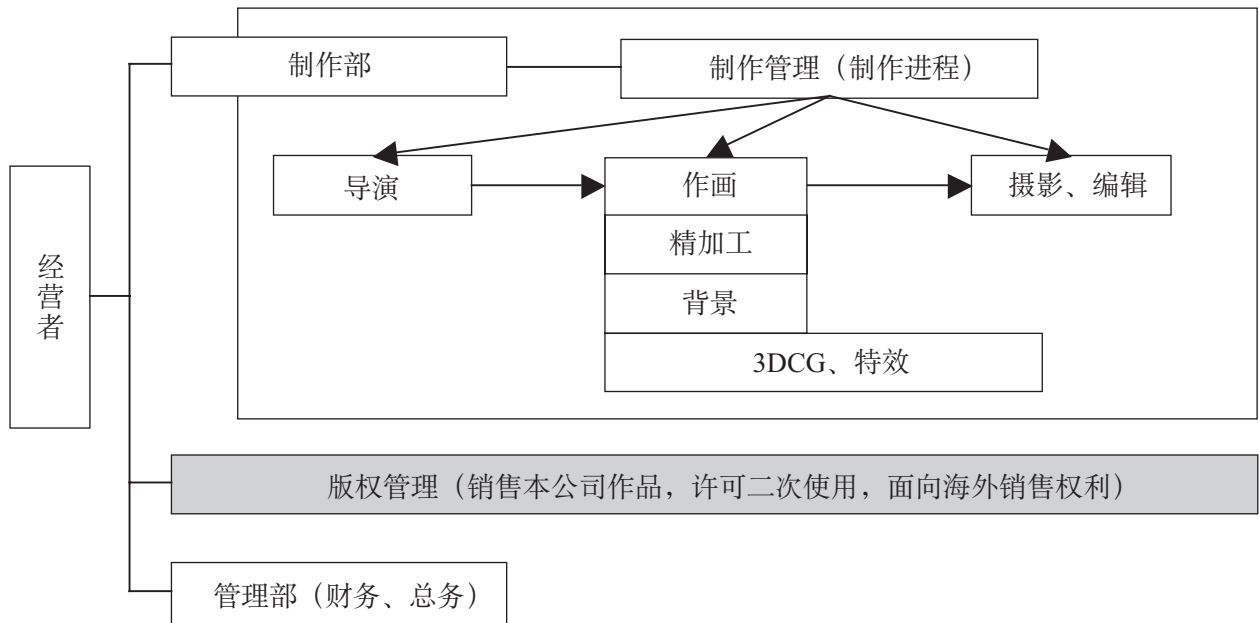 制作部
制作管理（制作进程）
导演
作画
摄影、编辑
精加工
背景
3DCG、特效
经营者
版权管理（销售本公司作品，许可二次使用，面向海外销售权利）
管理部（财务、总务）